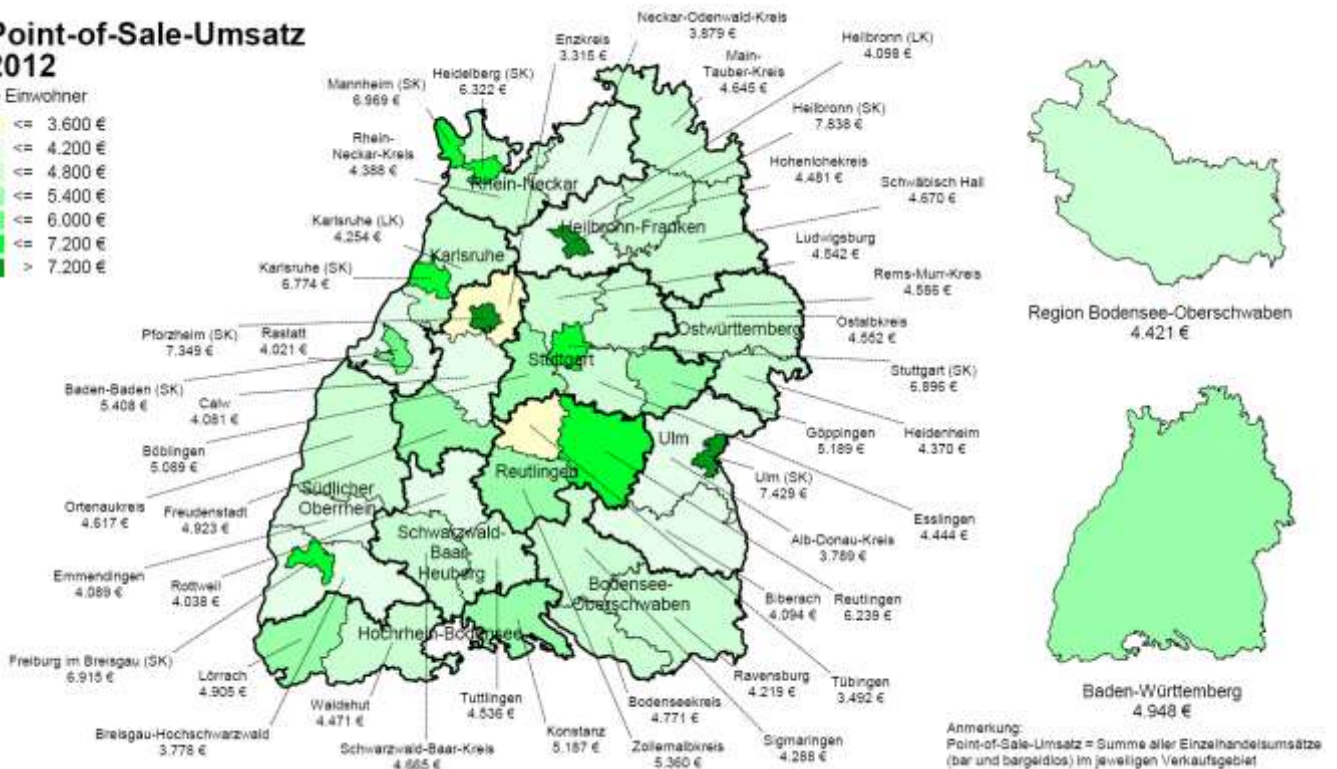 Point-of-Sale-Umsatz
2012
Einwohner
<= 3.600 €
<= 4.200 €
<= 4.800 €
<= 5.400 €
<= 6.000 €
<= 7.200 €
> 7.200 €
Neckar-Odenwald-Kreis
3.879 €
Enzkreis
3.315 €
Heilbronn (LK)
4.098 €
Main-
Tauber-Kreis
4.645 €
Heidelberg (SK)
6.322 €
Mannheim (SK)
6.969 €
Heilbronn (SK)
7.838 €
Rhein-
Neckar-Kreis
4.388 €
Hohenlohekreis
4.481 €
Schwäbisch Hall
4.670 €
Rhein-Neckar
Karlsruhe (LK)
4.254 €
Heilbronn-Franken
Ludwigsburg
4.542 €
Karlsruhe
Karlsruhe (SK)
6.774 €
Rems-Murr-Kreis
4.586 €
Region Bodensee-Oberschwaben
4.421 €
Pforzheim (SK)
7.349 €
Rastatt
4.021 €
Ostwürttemberg
Ostalbkreis
4.552 €
Stuttgart
Stuttgart (SK)
6.896 €
Baden-Baden (SK)
5.408 €
Calw
4.081 €
Böblingen
5.089 €
Ulm
Göppingen
5.189 €
Heidenheim
4.370 €
Reutlingen
Ulm (SK)
7.429 €
Südlicher
Oberrhein
Ortenaukreis
4.617 €
Freudenstadt
4.923 €
Esslingen
4.444 €
Schwarzwald-
Baar-
Heuberg
Alb-Donau-Kreis
3.789 €
Emmendingen
4.089 €
Rottweil
4.038 €
Bodensee-
Oberschwaben
Biberach
4.094 €
Reutlingen
6.239 €
Hochrhein-Bodensee
Freiburg im Breisgau (SK)
6.915 €
Lörrach
4.905 €
Waldshut
4.471 €
Tuttlingen
4.536 €
Bodenseekreis
4.771 €
Ravensburg
4.219 €
Tübingen
3.492 €
Baden-Württemberg
4.948 €
Breisgau-Hochschwarzwald
3.778 €
Schwarzwald-Baar-Kreis
4.665 €
Konstanz
5.187 €
Zollernalbkreis
5.360 €
Sigmaringen
4.288 €
Anmerkung:
Point-of-Sale-Umsatz = Summe aller Einzelhandelsumsätze
(bar und bargeldlos) im jeweiligen Verkaufsgebiet